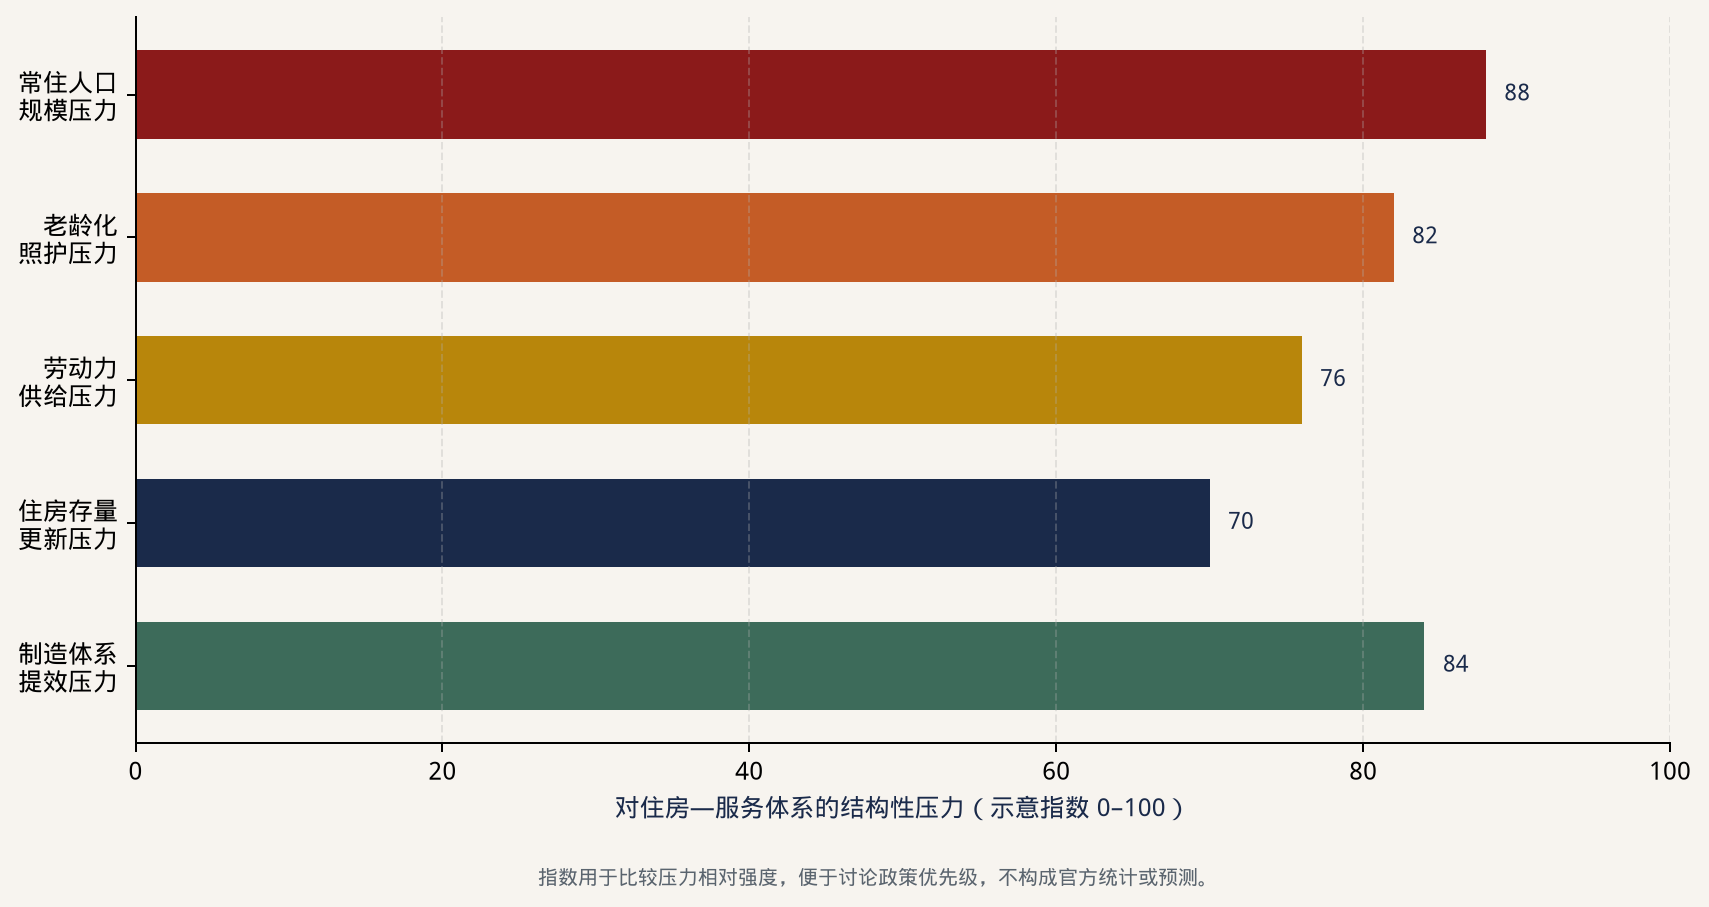 常住人口
规模压力
88
老龄化
照护压力
82
劳动力
供给压力
76
住房存量
更新压力
70
制造体系
提效压力
84
0 20 40 60 80 100
对住房—服务体系的结构性压力（示意指数 0–100）
指数用于比较压力相对强度，便于讨论政策优先级，不构成官方统计或预测。